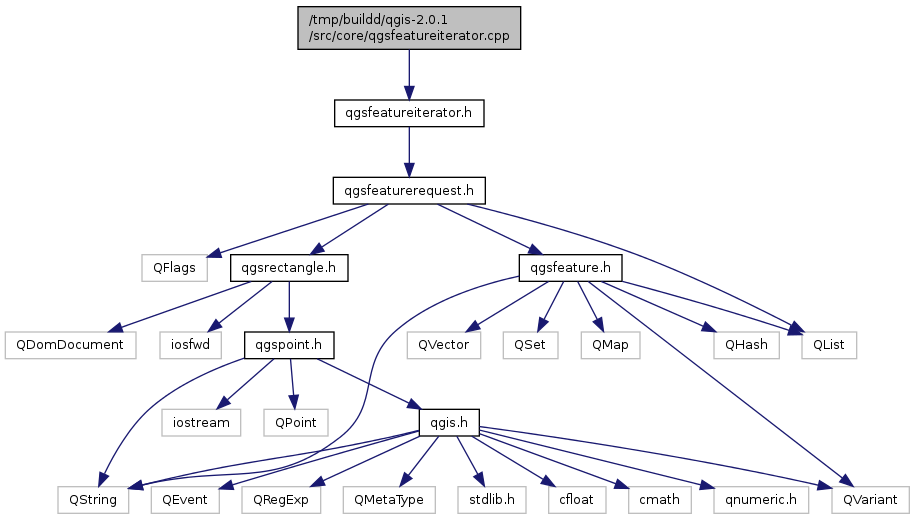 /tmp/buildd/qgis-2.0.1
/src/core/qgsfeatureiterator.cpp
qgsfeatureiterator.h
qgsfeaturerequest.h
QFlags
qgsrectangle.h
qgsfeature.h
QDomDocument
iosfwd
qgspoint.h
QVector
QSet
QMap
QHash
QList
iostream
QPoint
qgis.h
QString
QEvent
QRegExp
QMetaType
stdlib.h
cfloat
cmath
qnumeric.h
QVariant